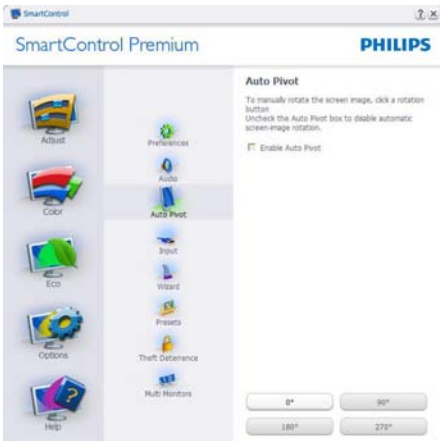 SmartControl
SmartControl Premium
PHILIPS
Adjust
Color
Eco
Options
Help
Preferences
Audio
Auto Pivot
Input
Wizard
Presets
Theft Deterrence
Multi Monitors
Auto Pivot
To manually rotate the screen image, click a rotation
button
Uncheck the Auto Pivot box to disable automatic
screen-image rotation.
Enable Auto Pivot
0°
90°
180°
270°